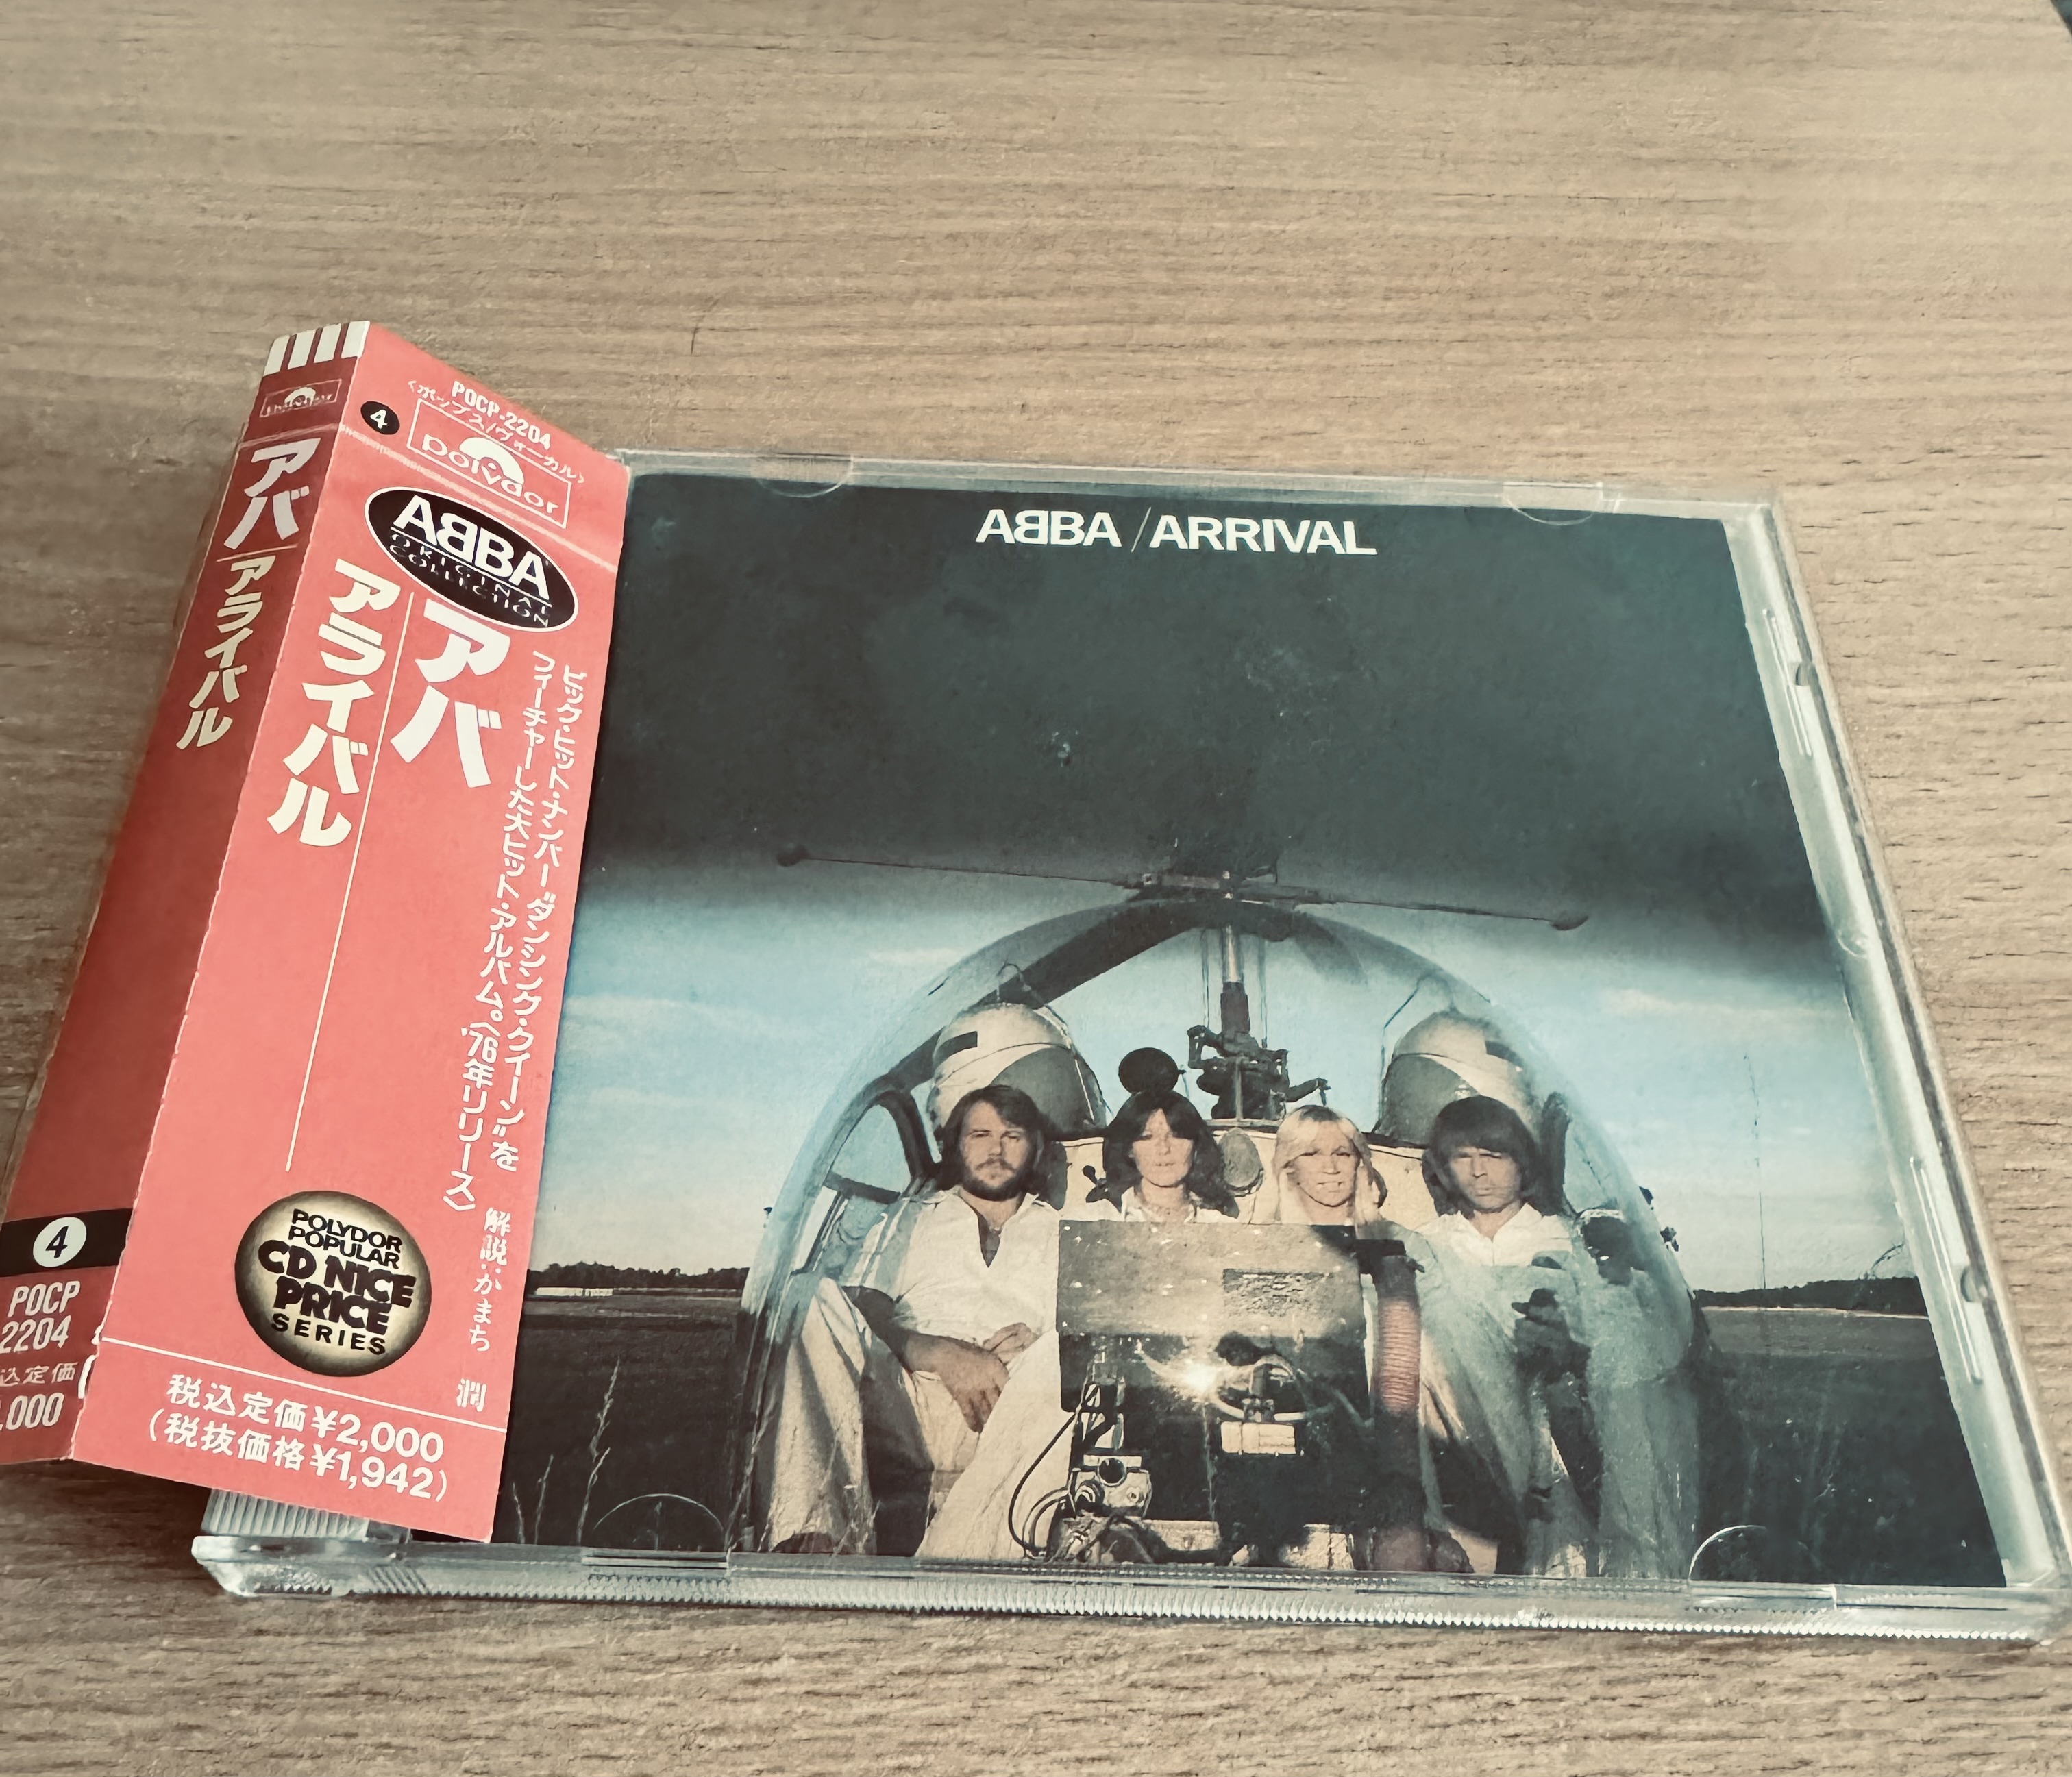 アバ
アライバル
4
POCP
2204
込定価
,000
POCP-2204
〈ポップス/ヴォーカル〉
4
polydor
ABBA
ORIGINAL
COLLECTION
アバ
アライバル
ビッグ・ヒット・ナンバー“ダンシング・クイーン”を
フィーチャーした大ヒット・アルバム。〈'76年リリース〉
解説:かまち 潤
POLYDOR
POPULAR
CD NICE
PRICE
SERIES
税込定価¥2,000
(税抜価格¥1,942)
ABBA/ARRIVAL